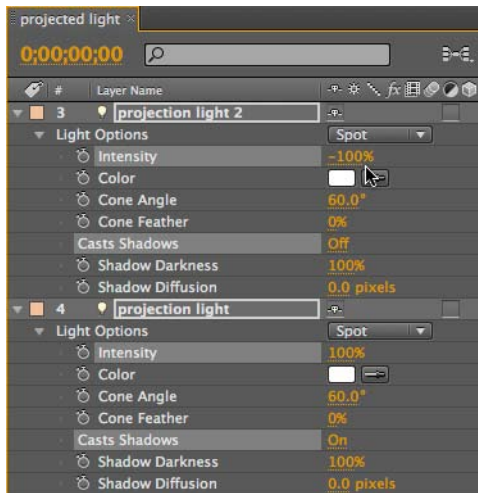 projected light
0;00;00;00
# Layer Name fx
3 projection light 2
Light Options Spot
Intensity -100%
Color
Cone Angle 60.0°
Cone Feather 0%
Casts Shadows Off
Shadow Darkness 100%
Shadow Diffusion 0.0 pixels
4 projection light
Light Options Spot
Intensity 100%
Color
Cone Angle 60.0°
Cone Feather 0%
Casts Shadows On
Shadow Darkness 100%
Shadow Diffusion 0.0 pixels